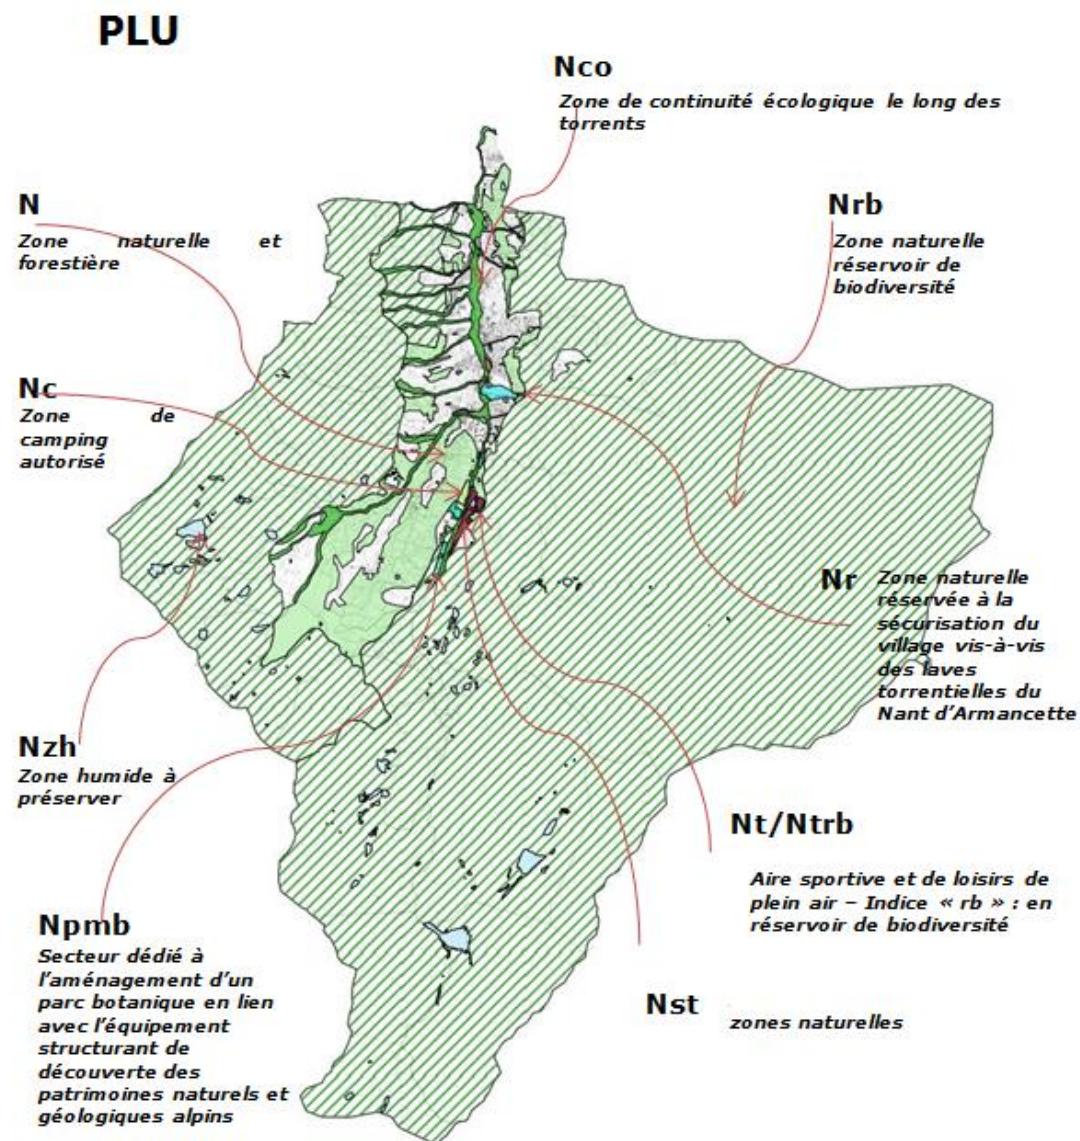 PLU
Nco
Zone de continuité écologique le long des
torrents
N
Zone naturelle et
forestière
Nrb
Zone naturelle
réservoir de
biodiversité
Nc
Zone de
camping
autorisé
Nr
Zone naturelle
réservée à la
sécurisation du
village vis-à-vis
des laves
torrentielles du
Nant d’Armancette
Nzh
Zone humide à
préserver
Nt/Ntrb
Aire sportive et de loisirs de
plein air – Indice « rb » : en
réservoir de biodiversité
Npmb
Secteur dédié à
l’aménagement d’un
parc botanique en lien
avec l’équipement
structurant de
découverte des
patrimoines naturels et
géologiques alpins
Nst
zones naturelles